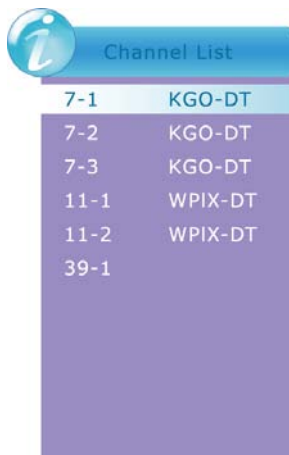 Channel List
7-1 KGO-DT
7-2 KGO-DT
7-3 KGO-DT
11-1 WPIX-DT
11-2 WPIX-DT
39-1